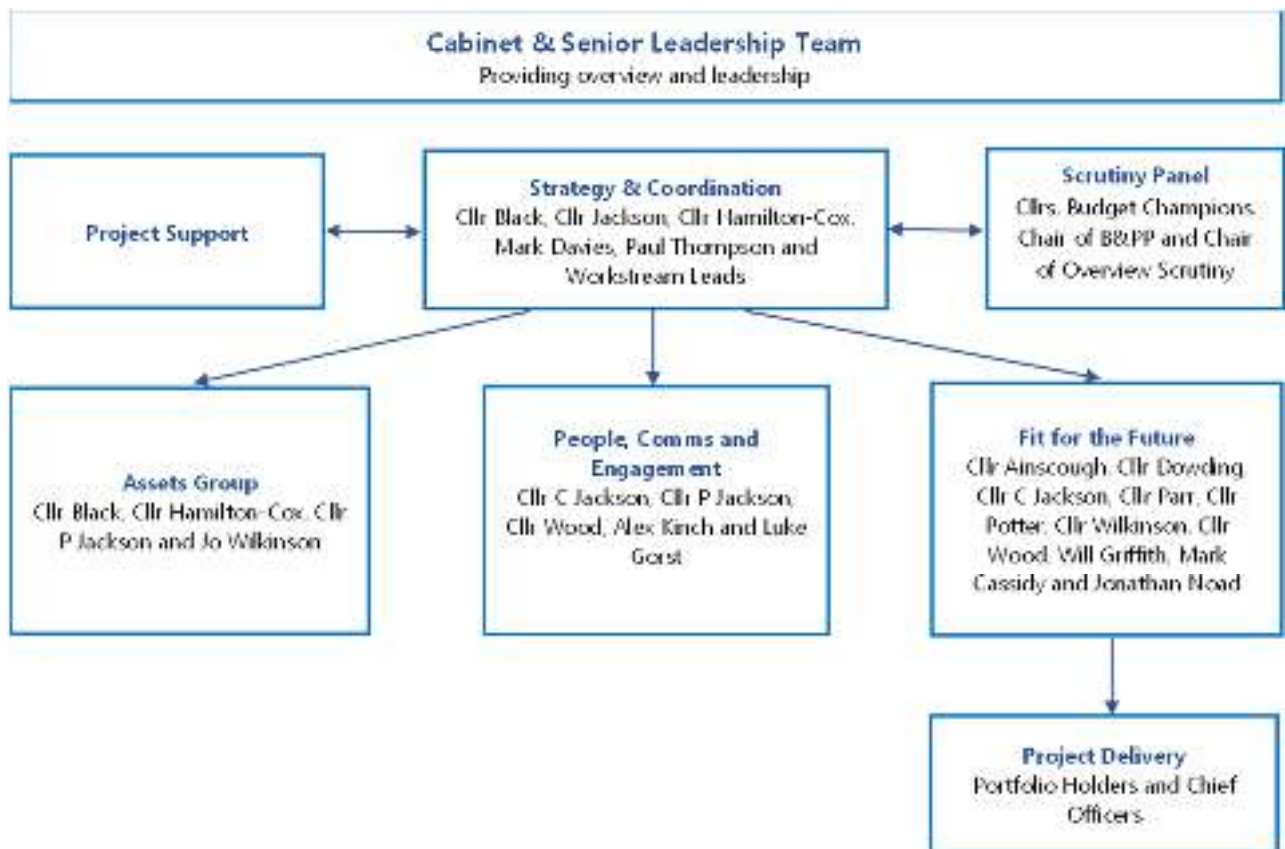 Cabinet & Senior Leadership Team
Providing overview and leadership
Project Support
Strategy & Coordination
Cllr Black, Cllr Jackson, Cllr Hamilton-Cox,
Mark Davies, Paul Thompson and
Workstream Leads
Scrutiny Panel
Cllrs, Budget Champions,
Chair of B&PP and Chair
of Overview Scrutiny
Assets Group
Cllr Black, Cllr Hamilton-Cox, Cllr
P Jackson and Jo Wilkinson
People, Comms and
Engagement
Cllr C Jackson, Cllr P Jackson,
Cllr Wood, Alex Kinch and Luke
Gorst
Fit for the Future
Cllr Ainscough, Cllr Dowding,
Cllr C Jackson, Cllr Parr, Cllr
Potter, Cllr Wilkinson, Cllr
Wood, Will Griffith, Mark
Cassidy and Jonathan Noad
Project Delivery
Portfolio Holders and Chief
Officers